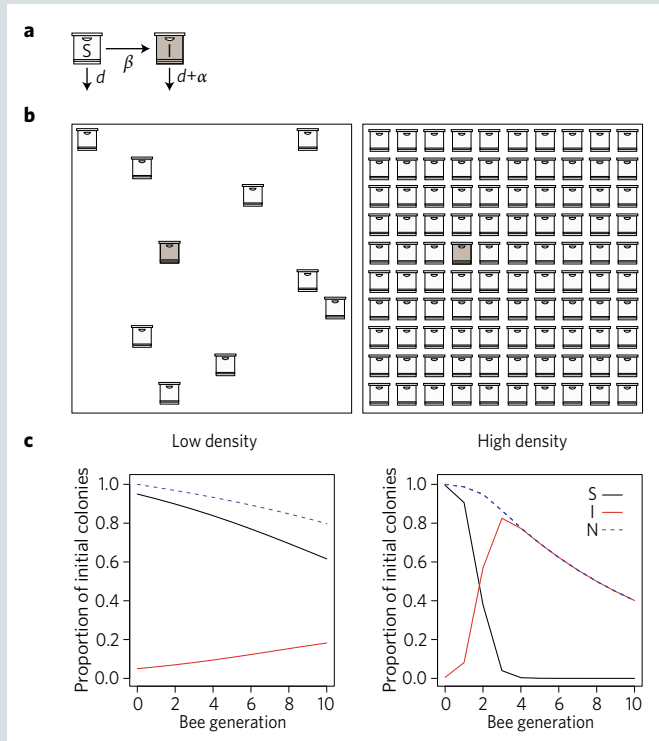 a
S
β
I
d
d+α
b
c
Low density
High density
Proportion of initial colonies
1.0
0.8
0.6
0.4
0.2
0.0
0 2 4 6 8 10
Bee generation
Proportion of initial colonies
1.0
0.8
0.6
0.4
0.2
0.0
S
I
N
0 2 4 6 8 10
Bee generation